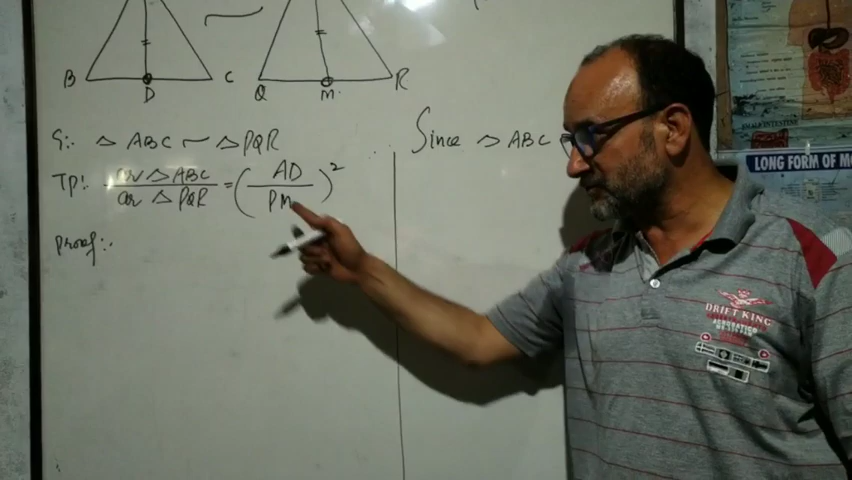 B D C Q M R
G:- △ ABC ~ △ PQR
TP:- ar △ ABC / ar △ PQR = ( AD / PM )²
Proof:-
Since △ ABC
LONG FORM OF M
DRIFT KING